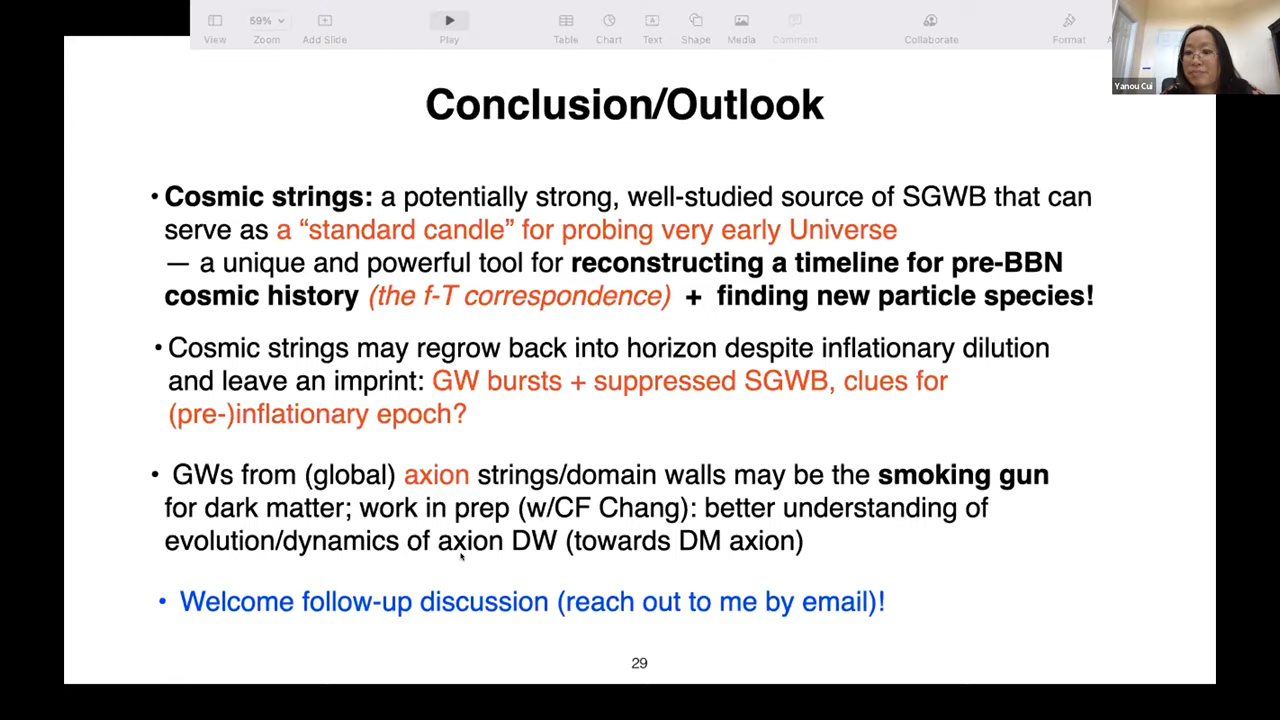 59%
View
Zoom
Add Slide
Play
Table
Chart
Text
Shape
Media
Comment
Collaborate
Format
Yanou Cui
Conclusion/Outlook
• Cosmic strings: a potentially strong, well-studied source of SGWB that can
serve as a “standard candle” for probing very early Universe
— a unique and powerful tool for reconstructing a timeline for pre-BBN
cosmic history (the f-T correspondence) + finding new particle species!
• Cosmic strings may regrow back into horizon despite inflationary dilution
and leave an imprint: GW bursts + suppressed SGWB, clues for
(pre-)inflationary epoch?
• GWs from (global) axion strings/domain walls may be the smoking gun
for dark matter; work in prep (w/CF Chang): better understanding of
evolution/dynamics of axion DW (towards DM axion)
• Welcome follow-up discussion (reach out to me by email)!
29